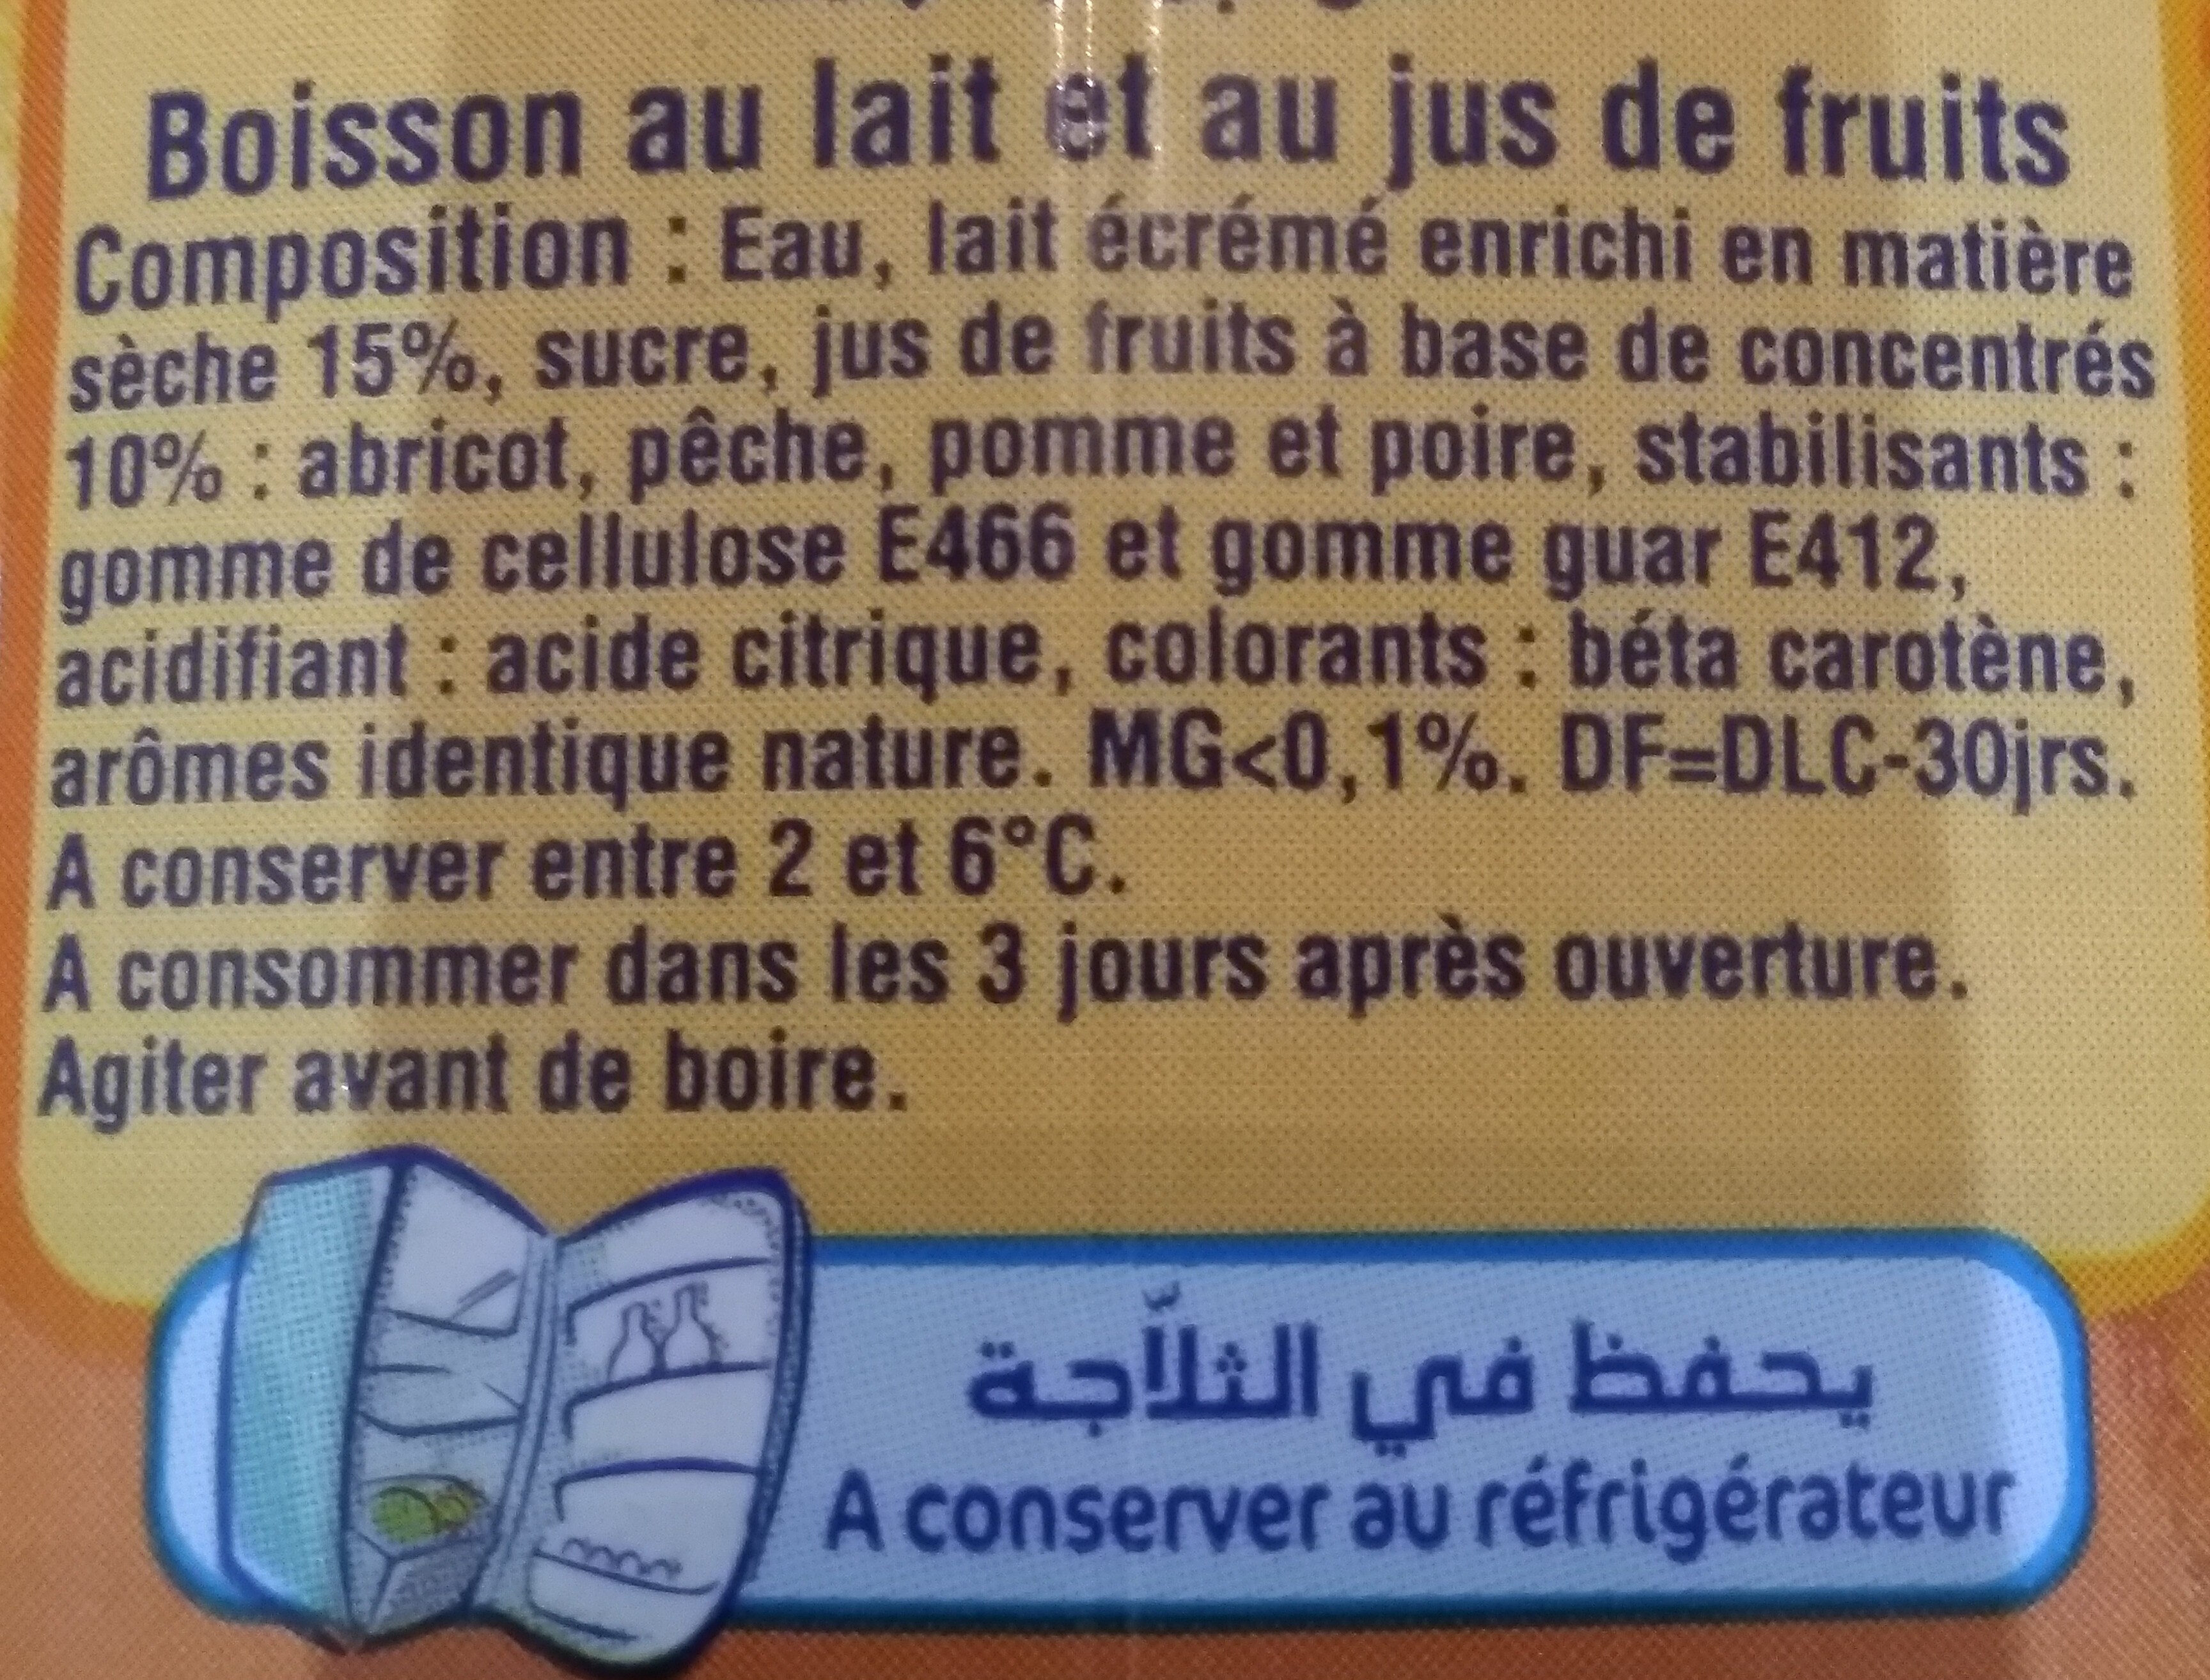 Boisson au lait et au jus de fruits
Composition : Eau, lait écrémé enrichi en matière
sèche 15%, sucre, jus de fruits à base de concentrés
10% : abricot, pêche, pomme et poire, stabilisants :
gomme de cellulose E466 et gomme guar E412,
acidifiant : acide citrique, colorants : béta carotène,
arômes identique nature. MG<0,1%. DF=DLC-30jrs.
A conserver entre 2 et 6°C.
A consommer dans les 3 jours après ouverture.
Agiter avant de boire.
يحفظ في الثلاّجة
A conserver au réfrigérateur